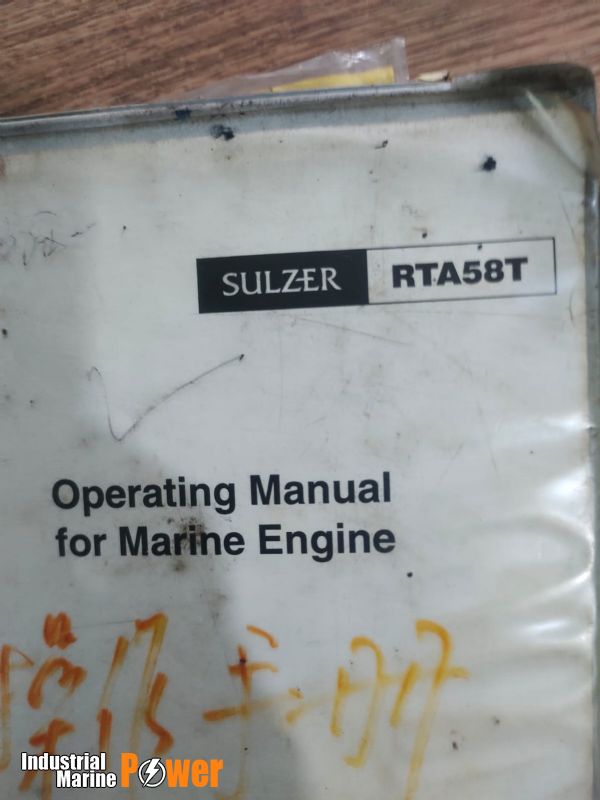 SULZER RTA58T
Operating Manual
for Marine Engine
Industrial
Marine Power